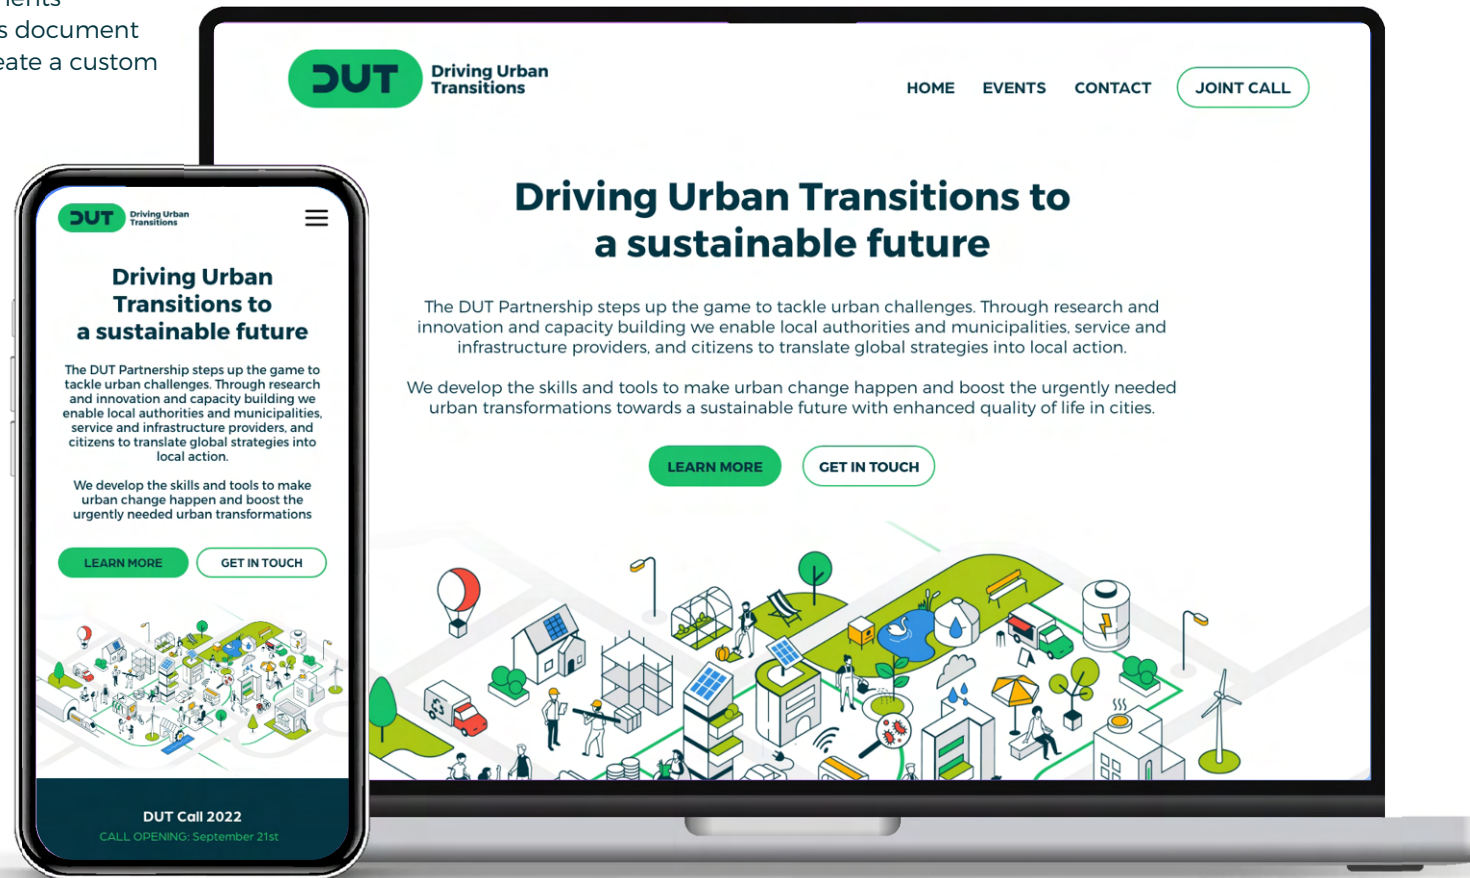 s document
eate a custom
DUT
Driving Urban
Transitions
HOME EVENTS CONTACT JOINT CALL
Driving Urban Transitions to
a sustainable future
The DUT Partnership steps up the game to tackle urban challenges. Through research and
innovation and capacity building we enable local authorities and municipalities, service and
infrastructure providers, and citizens to translate global strategies into local action.
We develop the skills and tools to make urban change happen and boost the urgently needed
urban transformations towards a sustainable future with enhanced quality of life in cities.
LEARN MORE GET IN TOUCH
DUT
Driving Urban
Transitions
Driving Urban
Transitions to
a sustainable future
The DUT Partnership steps up the game to
tackle urban challenges. Through research
and innovation and capacity building we
enable local authorities and municipalities,
service and infrastructure providers, and
citizens to translate global strategies into
local action.
We develop the skills and tools to make
urban change happen and boost the
urgently needed urban transformations
LEARN MORE GET IN TOUCH
DUT Call 2022
CALL OPENING: September 21st